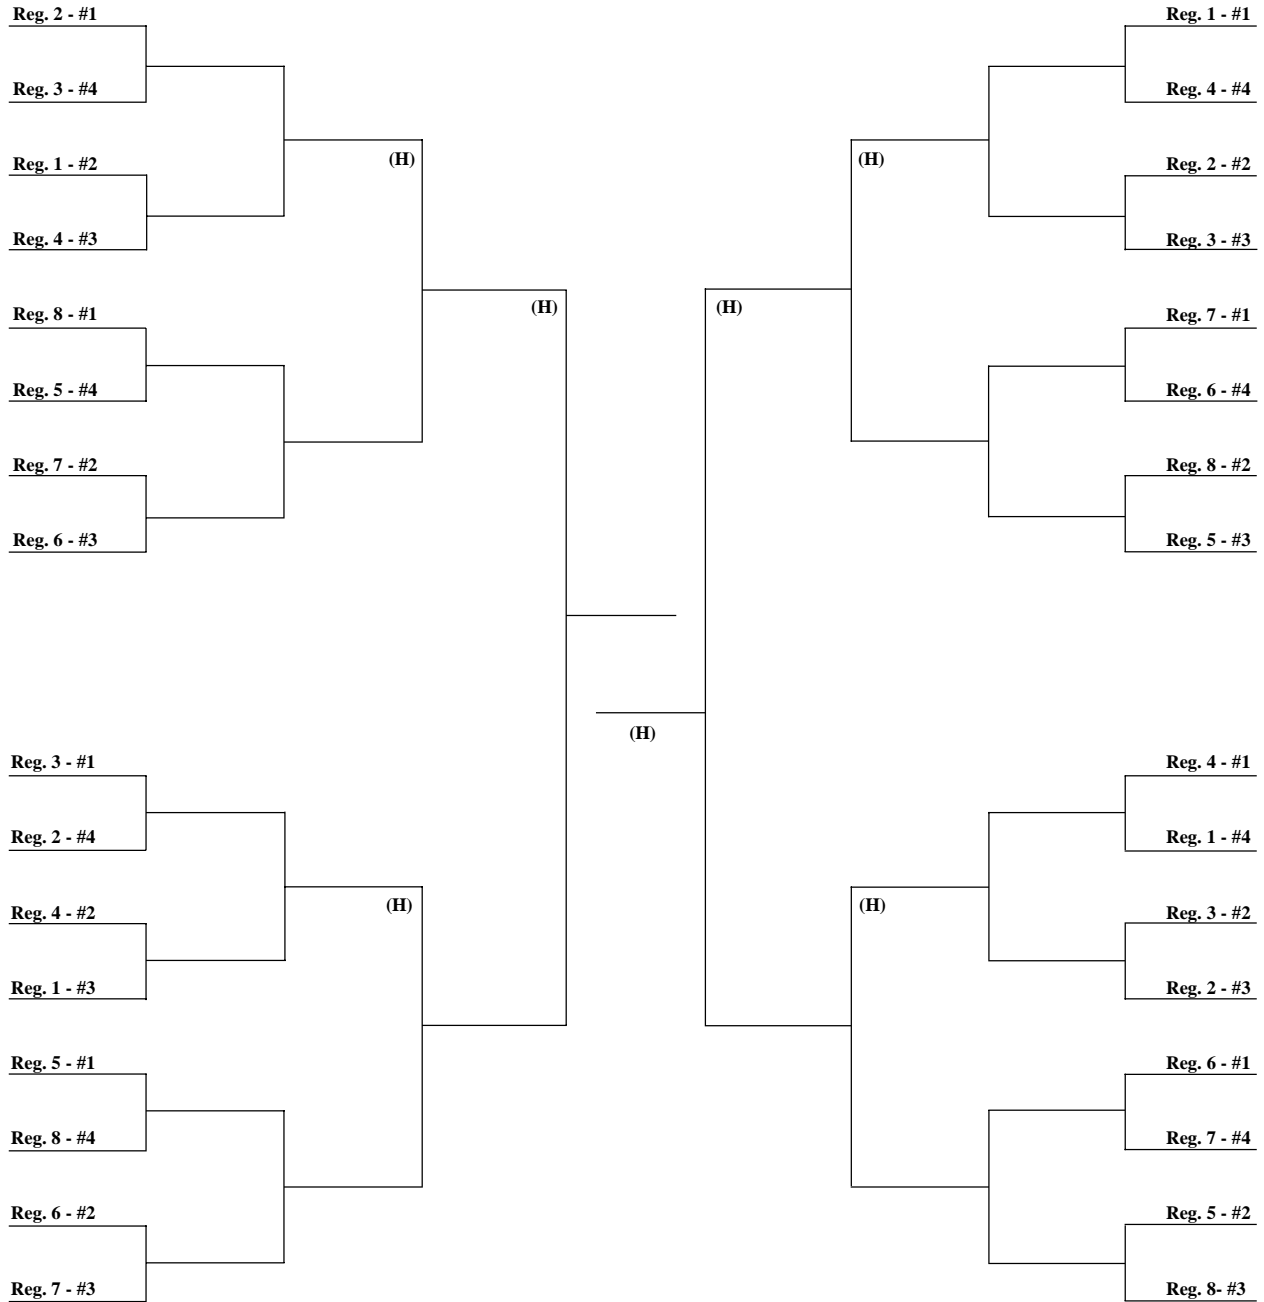 Reg. 2 - #1
Reg. 3 - #4
Reg. 1 - #2
Reg. 4 - #3
Reg. 8 - #1
Reg. 5 - #4
Reg. 7 - #2
Reg. 6 - #3
(H)
(H)
Reg. 3 - #1
Reg. 2 - #4
Reg. 4 - #2
Reg. 1 - #3
Reg. 5 - #1
Reg. 8 - #4
Reg. 6 - #2
Reg. 7 - #3
(H)
(H)
Reg. 1 - #1
Reg. 4 - #4
Reg. 2 - #2
Reg. 3 - #3
Reg. 7 - #1
Reg. 6 - #4
Reg. 8 - #2
Reg. 5 - #3
(H)
(H)
Reg. 4 - #1
Reg. 1 - #4
Reg. 3 - #2
Reg. 2 - #3
Reg. 6 - #1
Reg. 7 - #4
Reg. 5 - #2
Reg. 8- #3
(H)